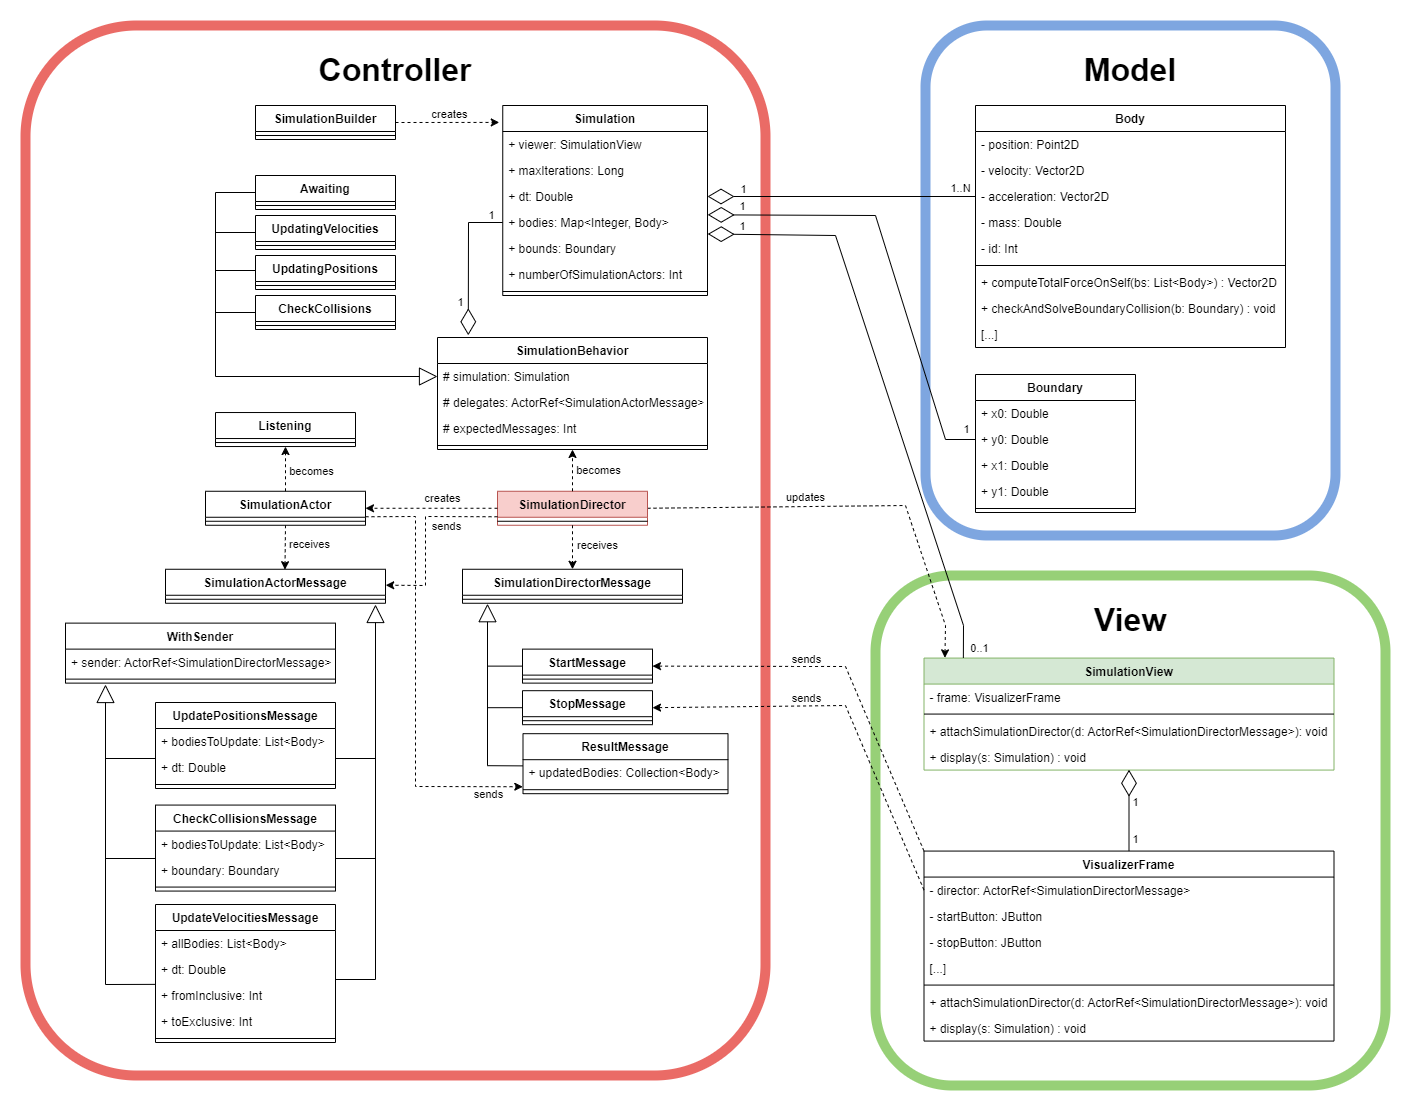 Controller
SimulationBuilder
creates
Simulation
+ viewer: SimulationView
+ maxIterations: Long
+ dt: Double
+ bodies: Map<Integer, Body>
+ bounds: Boundary
+ numberOfSimulationActors: Int
1
1
1
1
1
Awaiting
UpdatingVelocities
UpdatingPositions
CheckCollisions
SimulationBehavior
# simulation: Simulation
# delegates: ActorRef<SimulationActorMessage>
# expectedMessages: Int
Listening
becomes
becomes
SimulationActor
creates
sends
SimulationDirector
updates
receives
receives
SimulationActorMessage
SimulationDirectorMessage
WithSender
+ sender: ActorRef<SimulationDirectorMessage>
UpdatePositionsMessage
+ bodiesToUpdate: List<Body>
+ dt: Double
CheckCollisionsMessage
+ bodiesToUpdate: List<Body>
+ boundary: Boundary
UpdateVelocitiesMessage
+ allBodies: List<Body>
+ dt: Double
+ fromInclusive: Int
+ toExclusive: Int
StartMessage
sends
StopMessage
sends
ResultMessage
+ updatedBodies: Collection<Body>
sends
Model
1..N
Body
- position: Point2D
- velocity: Vector2D
- acceleration: Vector2D
- mass: Double
- id: Int
+ computeTotalForceOnSelf(bs: List<Body>) : Vector2D
+ checkAndSolveBoundaryCollision(b: Boundary) : void
[...]
1
Boundary
+ x0: Double
+ y0: Double
+ x1: Double
+ y1: Double
View
0..1
SimulationView
- frame: VisualizerFrame
+ attachSimulationDirector(d: ActorRef<SimulationDirectorMessage>): void
+ display(s: Simulation) : void
1
1
VisualizerFrame
- director: ActorRef<SimulationDirectorMessage>
- startButton: JButton
- stopButton: JButton
[...]
+ attachSimulationDirector(d: ActorRef<SimulationDirectorMessage>): void
+ display(s: Simulation) : void